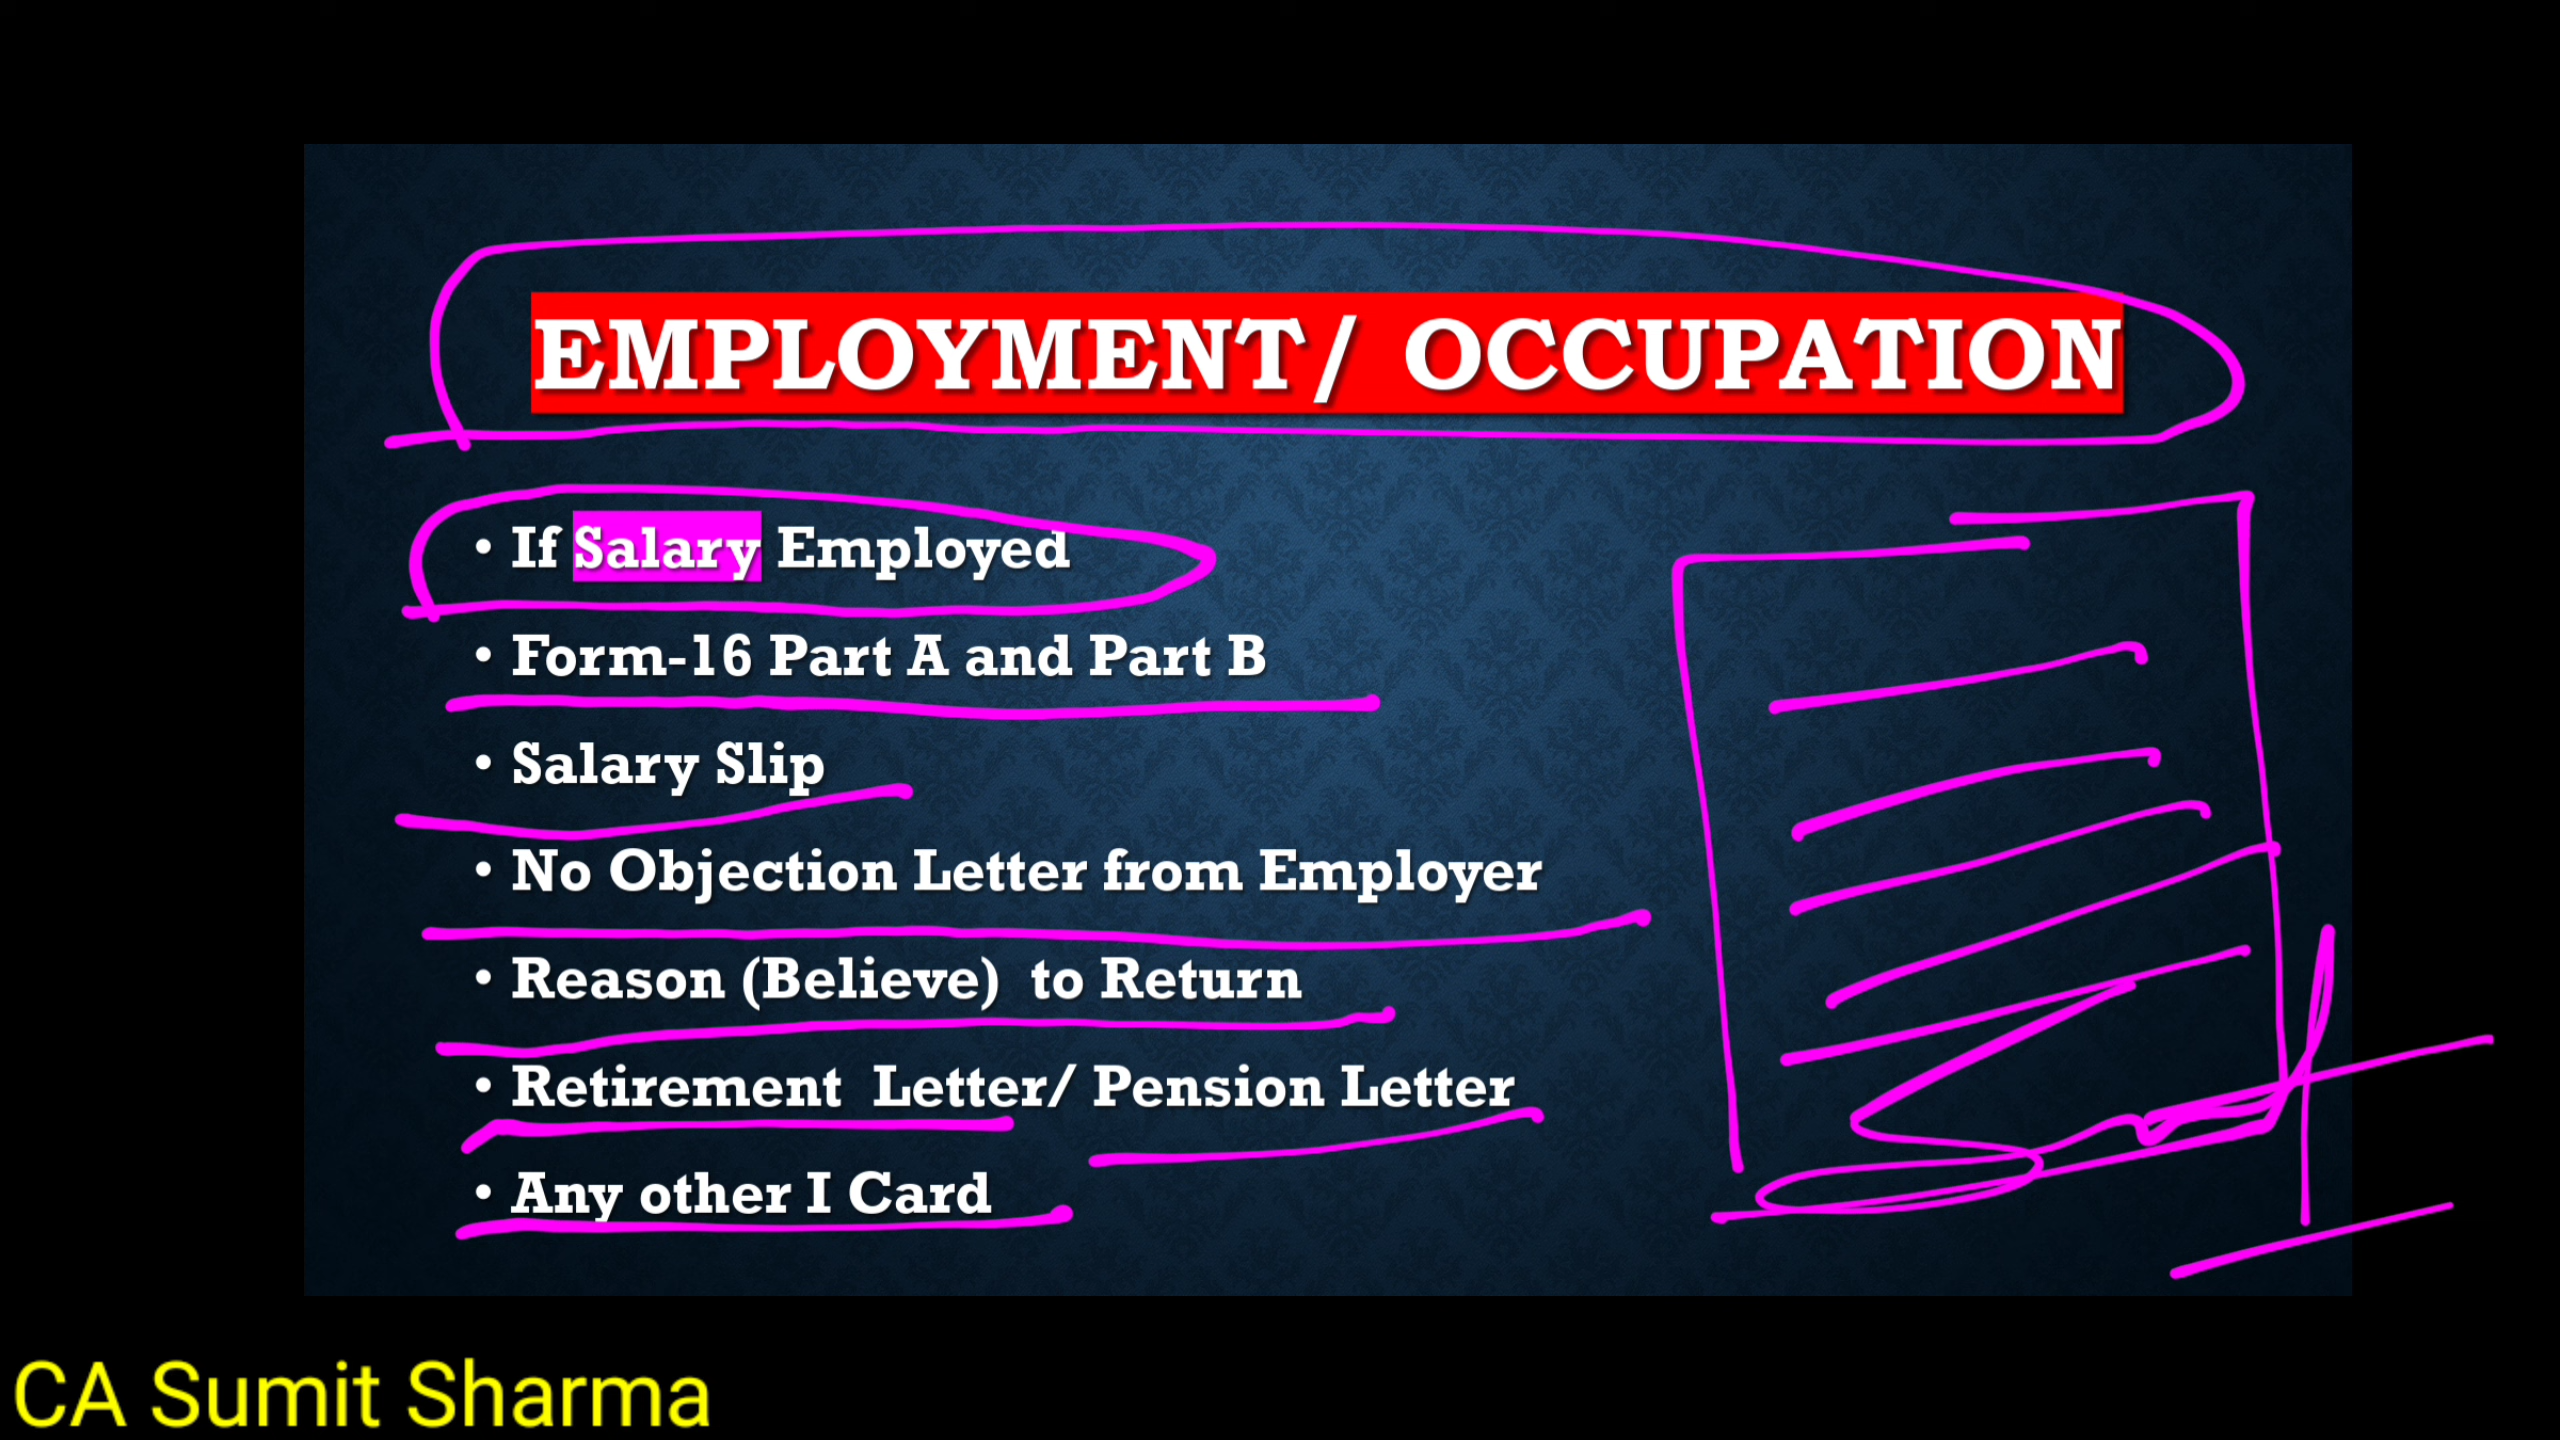 EMPLOYMENT/ OCCUPATION
• If Salary Employed
• Form-16 Part A and Part B
• Salary Slip
• No Objection Letter from Employer
• Reason (Believe) to Return
• Retirement Letter/ Pension Letter
• Any other I Card
CA Sumit Sharma